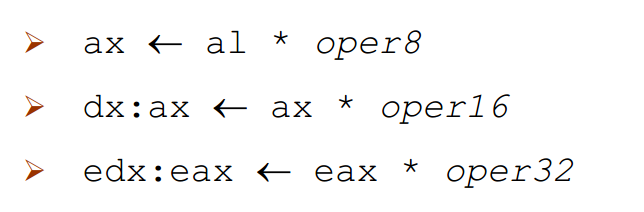 ➢ ax ← al * oper8
➢ dx:ax ← ax * oper16
➢ edx:eax ← eax * oper32